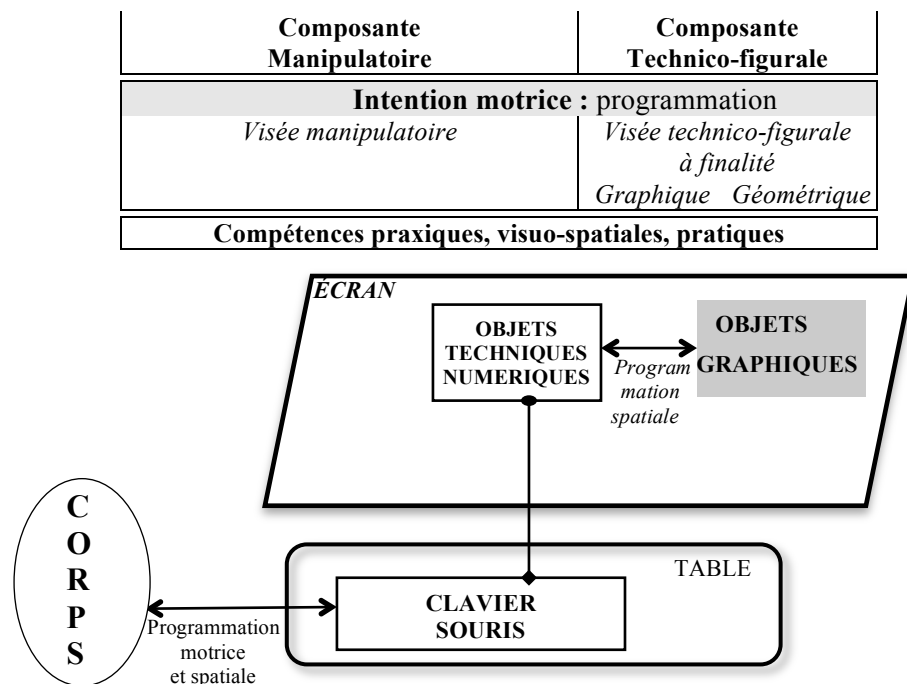 Composante
Manipulatoire
Composante
Technico-figurale
Intention motrice : programmation
Visée manipulatoire
Visée technico-figurale
à finalité
Graphique Géométrique
Compétences praxiques, visuo-spatiales, pratiques
ÉCRAN
OBJETS
TECHNIQUES
NUMERIQUES
Program
mation
spatiale
OBJETS
GRAPHIQUES
C
O
R
P
S
Programmation
motrice
et spatiale
TABLE
CLAVIER
SOURIS